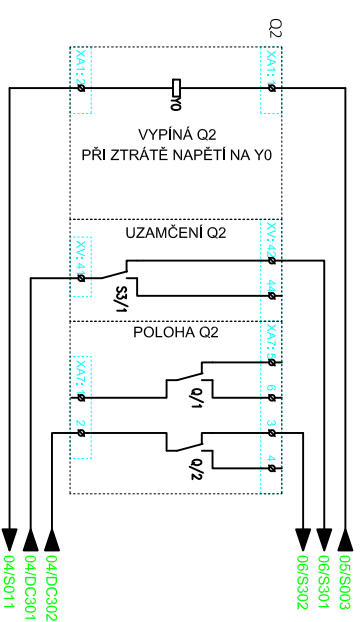 Q2
XA1: 2
XA1: 1
Y0
VYPÍNÁ Q2
PŘI ZTRÁTĚ NAPĚTÍ NA Y0
UZAMČENÍ Q2
XV: 41
XV: 42
44
S3/1
POLOHA Q2
XA7: 1
2
XA7: 5
6
3
4
Q/1
Q/2
04/S011
04/DC301
04/DC302
06/S302
06/S301
05/S003